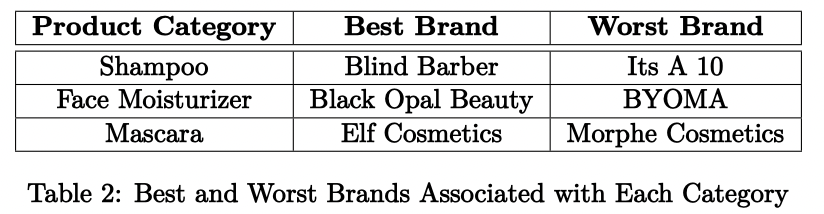 Product Category Best Brand Worst Brand
Shampoo Blind Barber Its A 10
Face Moisturizer Black Opal Beauty BYOMA
Mascara Elf Cosmetics Morphe Cosmetics
Table 2: Best and Worst Brands Associated with Each Category